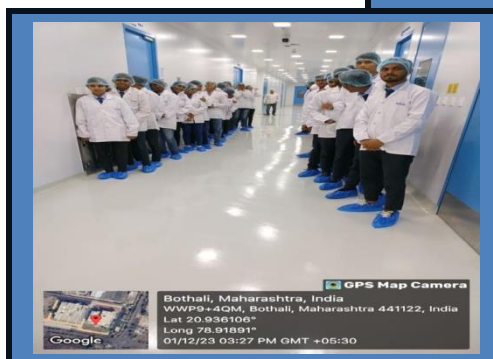 GPS Map Camera
Bothali, Maharashtra, India
WWP9+4QM, Bothali, Maharashtra 441122, India
Lat 20.936106°
Long 78.91891°
01/12/23 03:27 PM GMT +05:30
Google